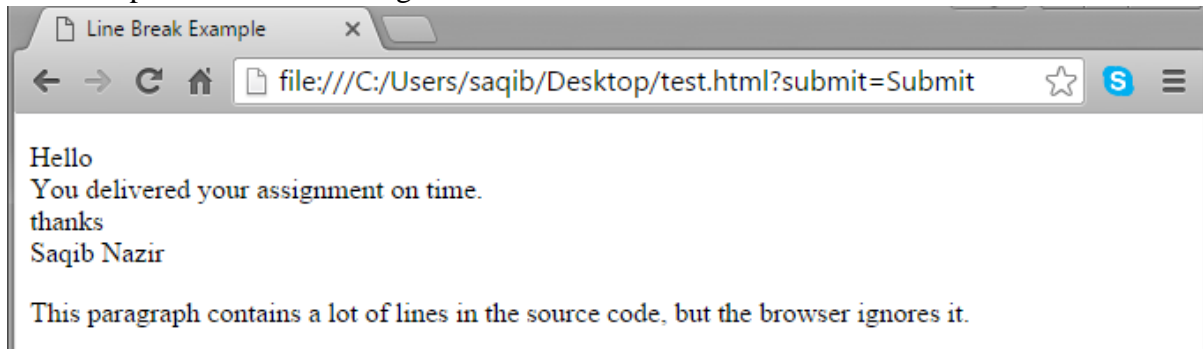 Line Break Example
file:///C:/Users/saqib/Desktop/test.html?submit=Submit
Hello
You delivered your assignment on time.
thanks
Saqib Nazir
This paragraph contains a lot of lines in the source code, but the browser ignores it.